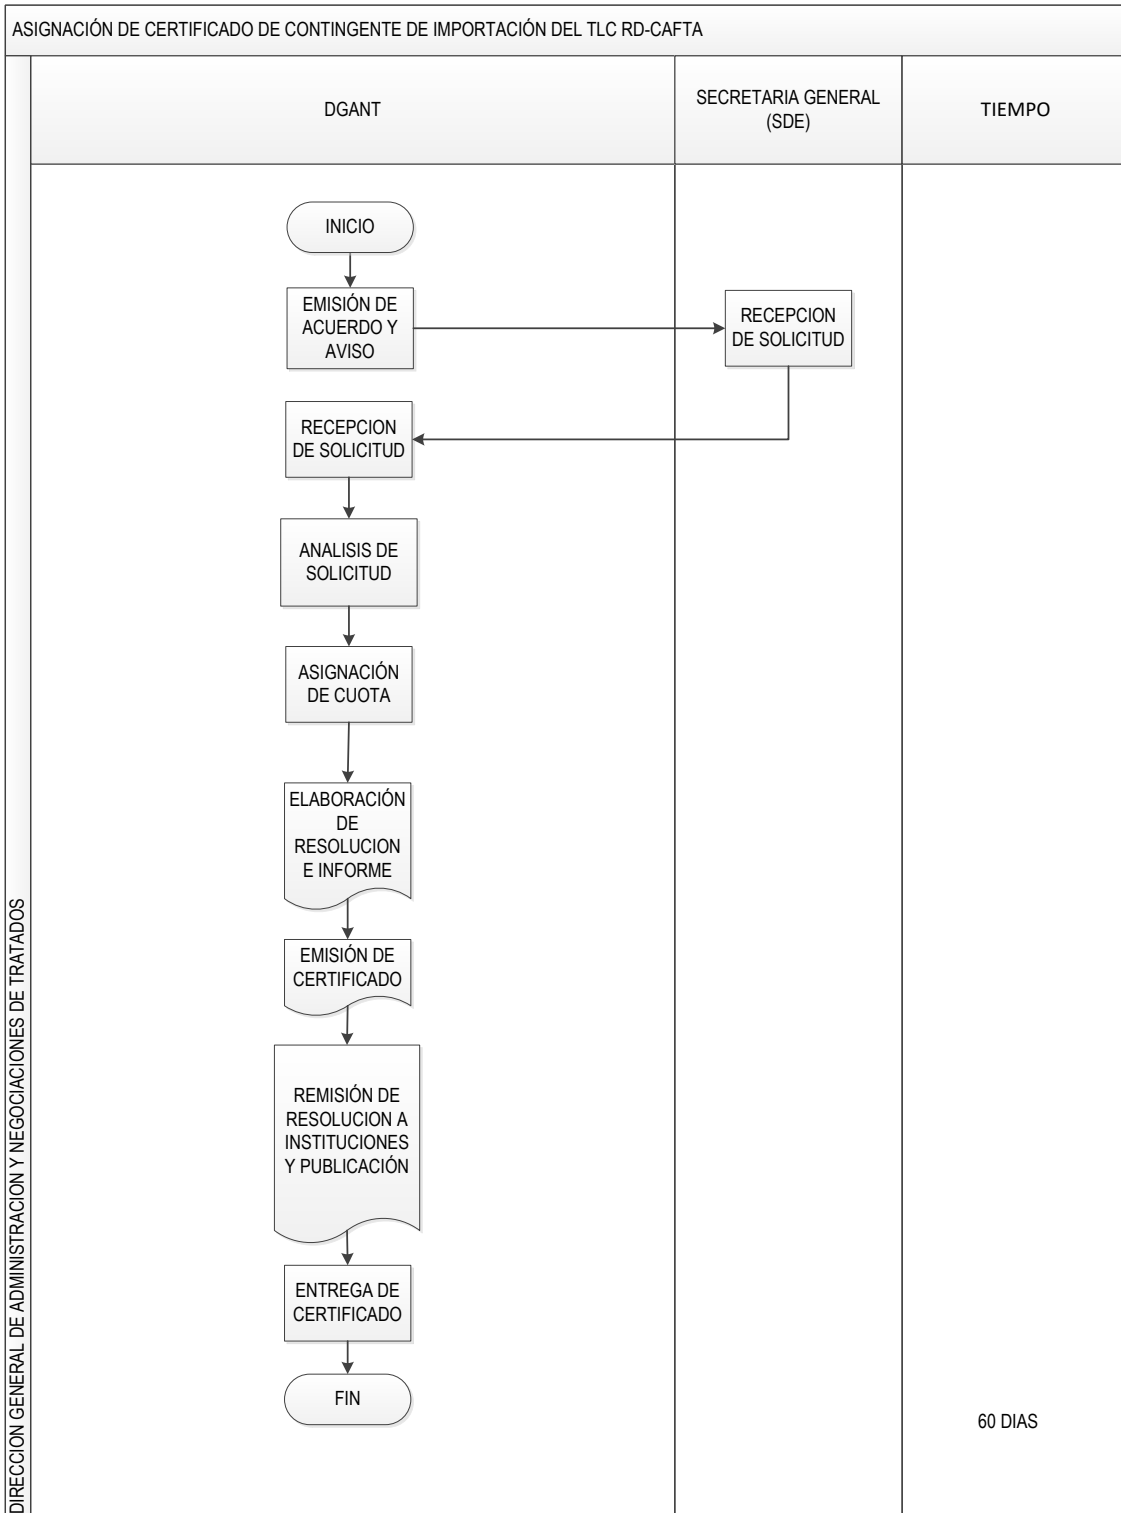 ASIGNACIÓN DE CERTIFICADO DE CONTINGENTE DE IMPORTACIÓN DEL TLC RD-CAFTA
DGANT
SECRETARIA GENERAL
(SDE)
TIEMPO
INICIO
EMISIÓN DE
ACUERDO Y
AVISO
RECEPCION
DE SOLICITUD
RECEPCION
DE SOLICITUD
ANALISIS DE
SOLICITUD
ASIGNACIÓN
DE CUOTA
ELABORACIÓN
DE
RESOLUCION
E INFORME
EMISIÓN DE
CERTIFICADO
REMISIÓN DE
RESOLUCION A
INSTITUCIONES
Y PUBLICACIÓN
ENTREGA DE
CERTIFICADO
FIN
60 DIAS
DIRECCION GENERAL DE ADMINISTRACION Y NEGOCIACIONES DE TRATADOS